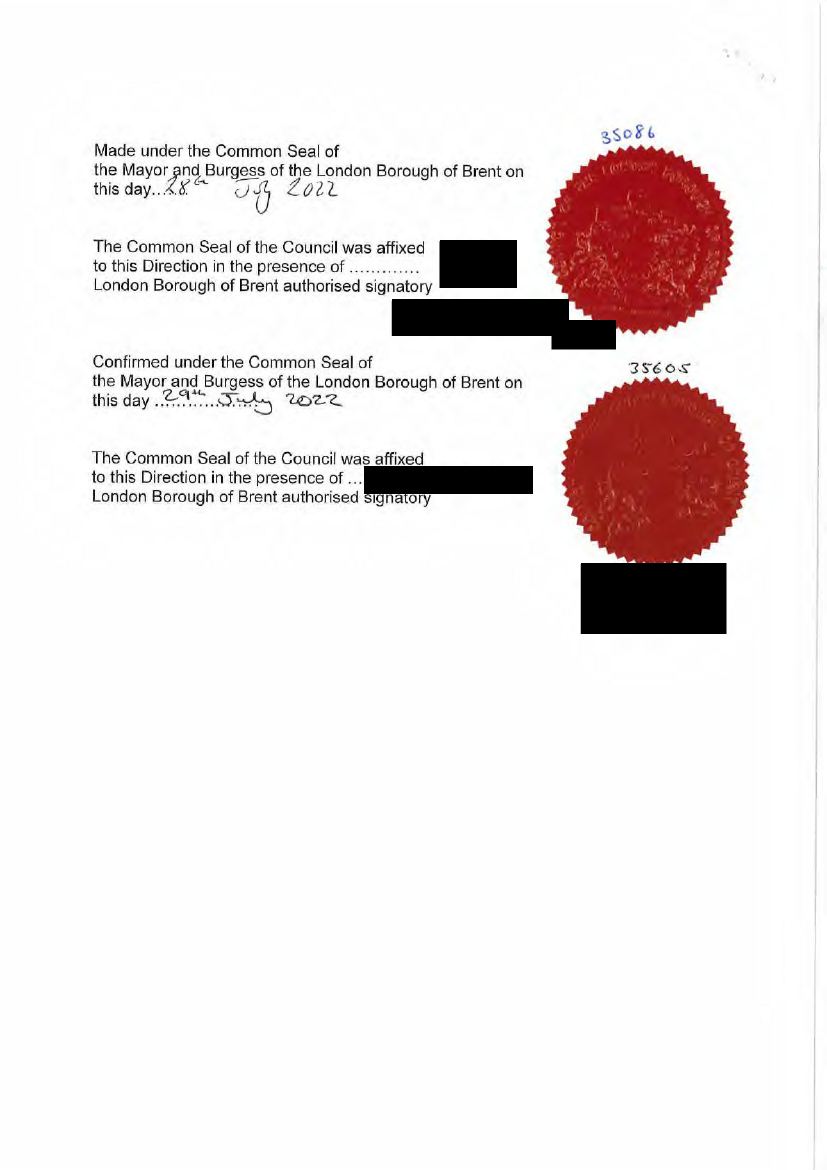 35086
Made under the Common Seal of
the Mayor and Burgess of the London Borough of Brent on
this day..28th July 2022
The Common Seal of the Council was affixed
to this Direction in the presence of .............
London Borough of Brent authorised signatory
Confirmed under the Common Seal of
35605
the Mayor and Burgess of the London Borough of Brent on
this day ..29th July 2022
The Common Seal of the Council was affixed
to this Direction in the presence of ...
London Borough of Brent authorised signatory